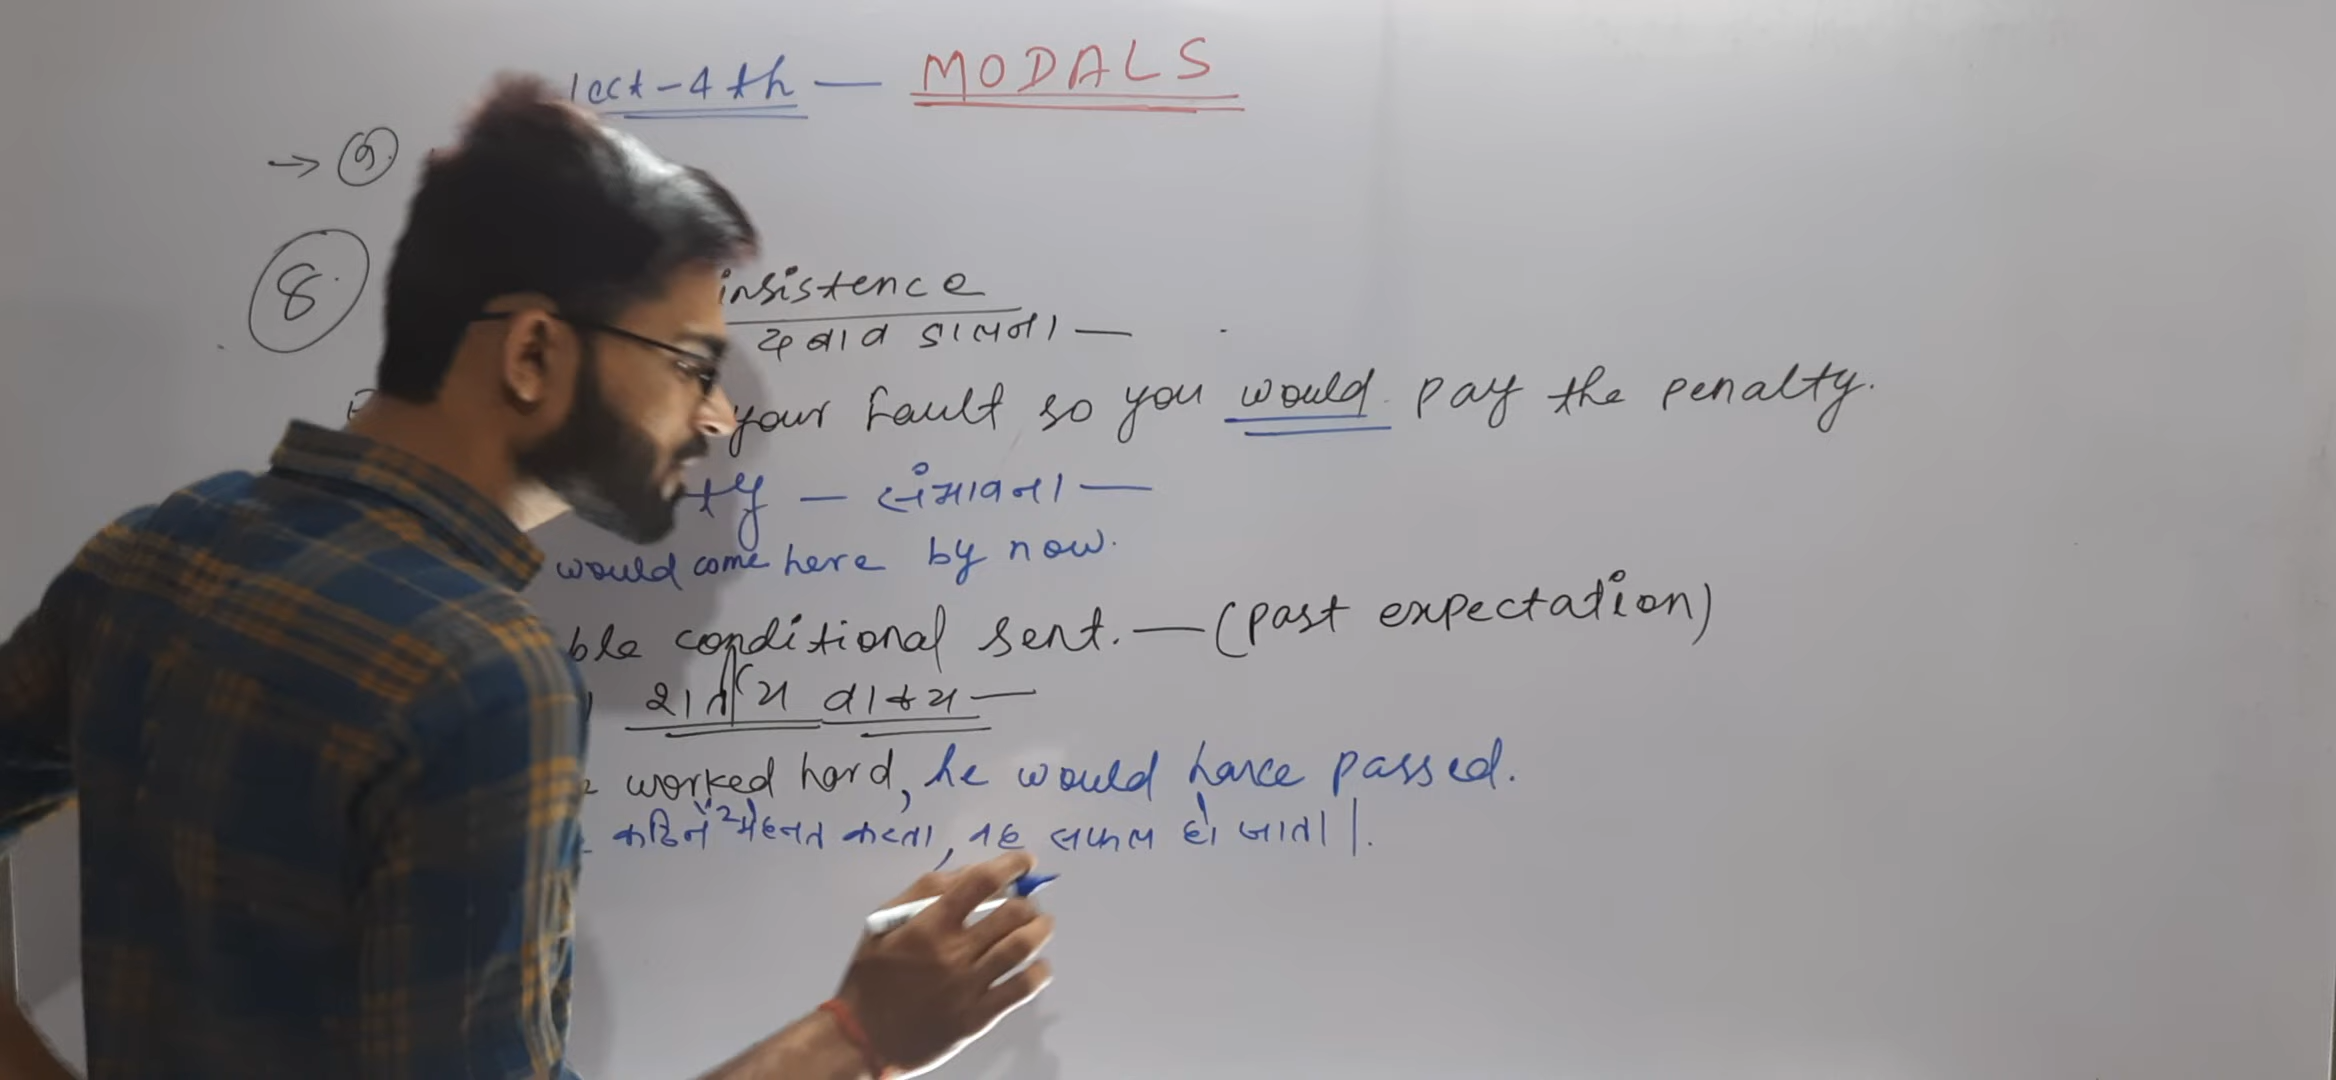 lect-4th — MODALS
→ 9.
8.
insistence
दबाव डालना —
your fault so you would pay the penalty.
ty — संभावना —
would come here by now.
ble conditional sent. — (past expectation)
शर्तीय वाक्य —
worked hard, he would have passed.
कठिन मेहनत करता, वह सफल हो जाता |.